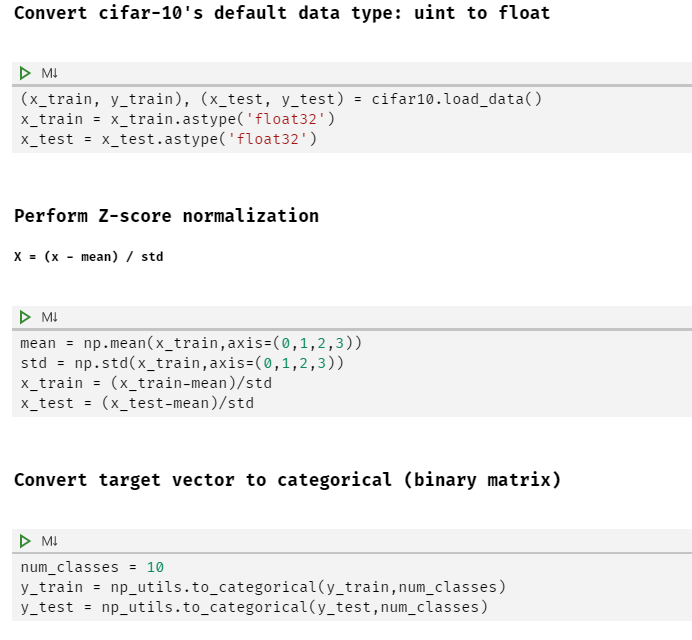 Convert cifar-10's default data type: uint to float
M↓
(x_train, y_train), (x_test, y_test) = cifar10.load_data()
x_train = x_train.astype('float32')
x_test = x_test.astype('float32')
Perform Z-score normalization
X = (x - mean) / std
M↓
mean = np.mean(x_train,axis=(0,1,2,3))
std = np.std(x_train,axis=(0,1,2,3))
x_train = (x_train-mean)/std
x_test = (x_test-mean)/std
Convert target vector to categorical (binary matrix)
M↓
num_classes = 10
y_train = np_utils.to_categorical(y_train,num_classes)
y_test = np_utils.to_categorical(y_test,num_classes)